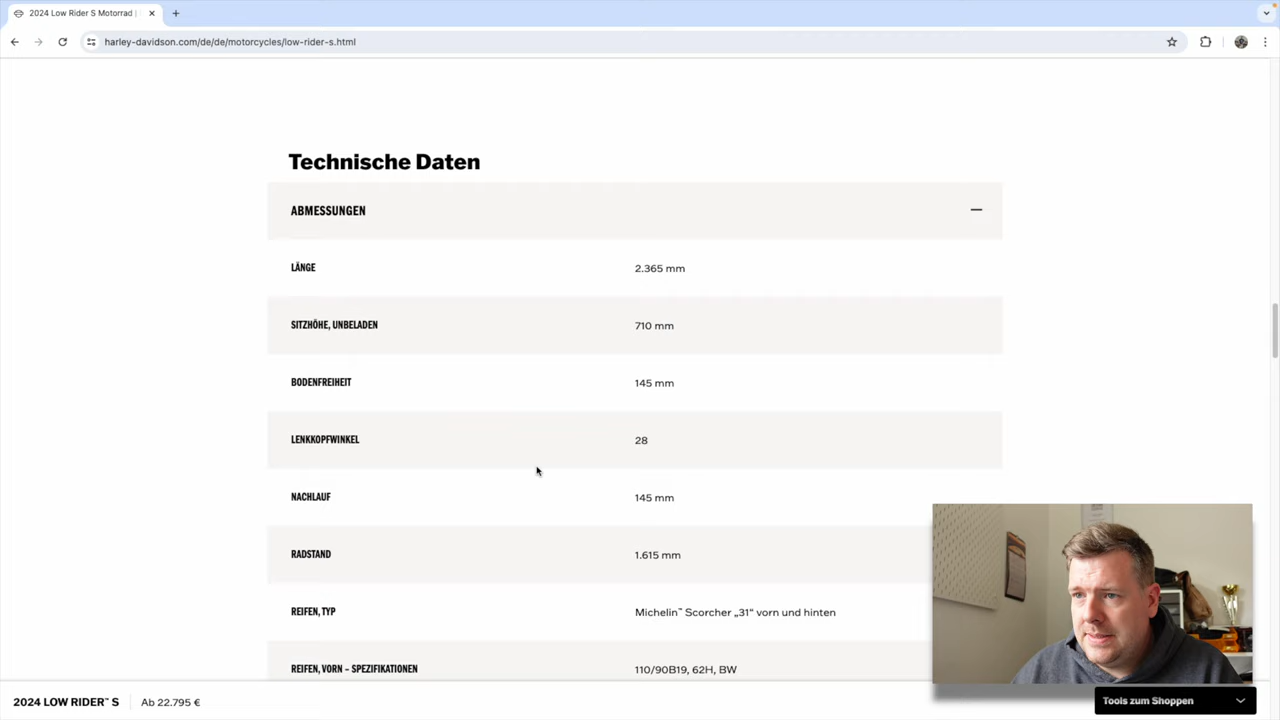 2024 Low Rider S Motorrad |
harley-davidson.com/de/de/motorcycles/low-rider-s.html
Technische Daten
ABMESSUNGEN
LÄNGE 2.365 mm
SITZHÖHE, UNBELADEN 710 mm
BODENFREIHEIT 145 mm
LENKKOPFWINKEL 28
NACHLAUF 145 mm
RADSTAND 1.615 mm
REIFEN, TYP Michelin™ Scorcher „31“ vorn und hinten
REIFEN, VORN – SPEZIFIKATIONEN 110/90B19, 62H, BW
2024 LOW RIDER™ S Ab 22.795 € Tools zum Shoppen